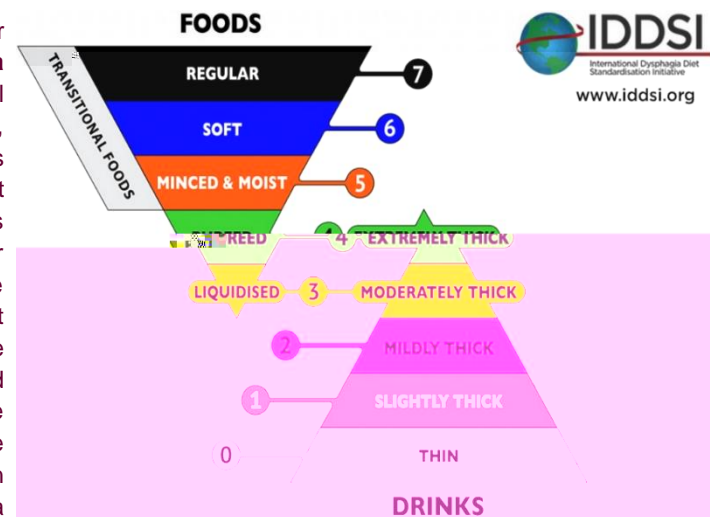 FOODS
IDDSI
International Dysphagia Diet
Standardisation Initiative
www.iddsi.org
TRANSITIONAL FOODS
REGULAR
7
SOFT
6
MINCED & MOIST
5
4
EXTREMELY THICK
LIQUIDISED
3
MODERATELY THICK
2
MILDLY THICK
1
SLIGHTLY THICK
0
THIN
DRINKS